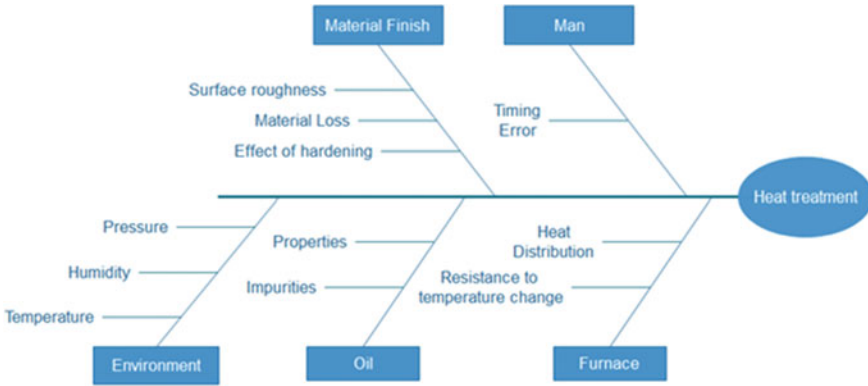 Material Finish
Man
Surface roughness
Material Loss
Effect of hardening
Timing
Error
Heat treatment
Pressure
Humidity
Temperature
Properties
Impurities
Heat
Distribution
Resistance to
temperature change
Environment
Oil
Furnace